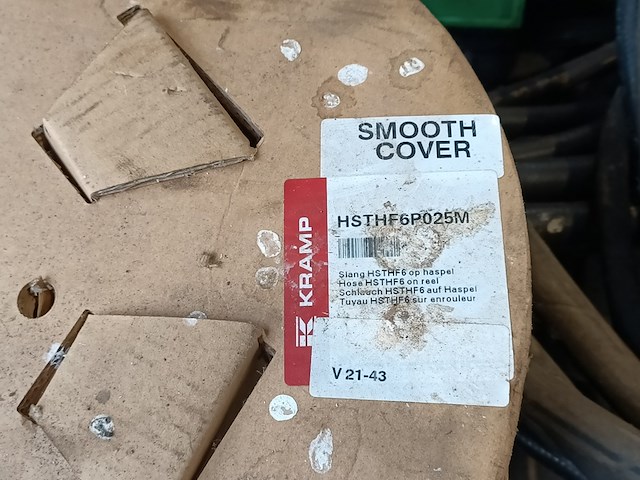 SMOOTH
COVER
KRAMP
HSTHF6P025M
Slang HSTHF6 op haspel
Hose HSTHF6 on reel
Schlauch HSTHF6 auf Haspel
Tuyau HSTHF6 sur enrouleur
V 21-43